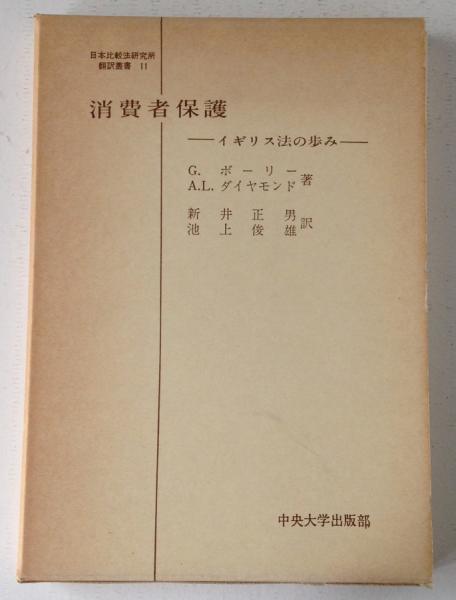 日本比較法研究所
翻訳叢書 11
消費者保護
——イギリス法の歩み——
G. ボーリー
A.L. ダイヤモンド 著
新井正男
池上俊雄 訳
中央大学出版部